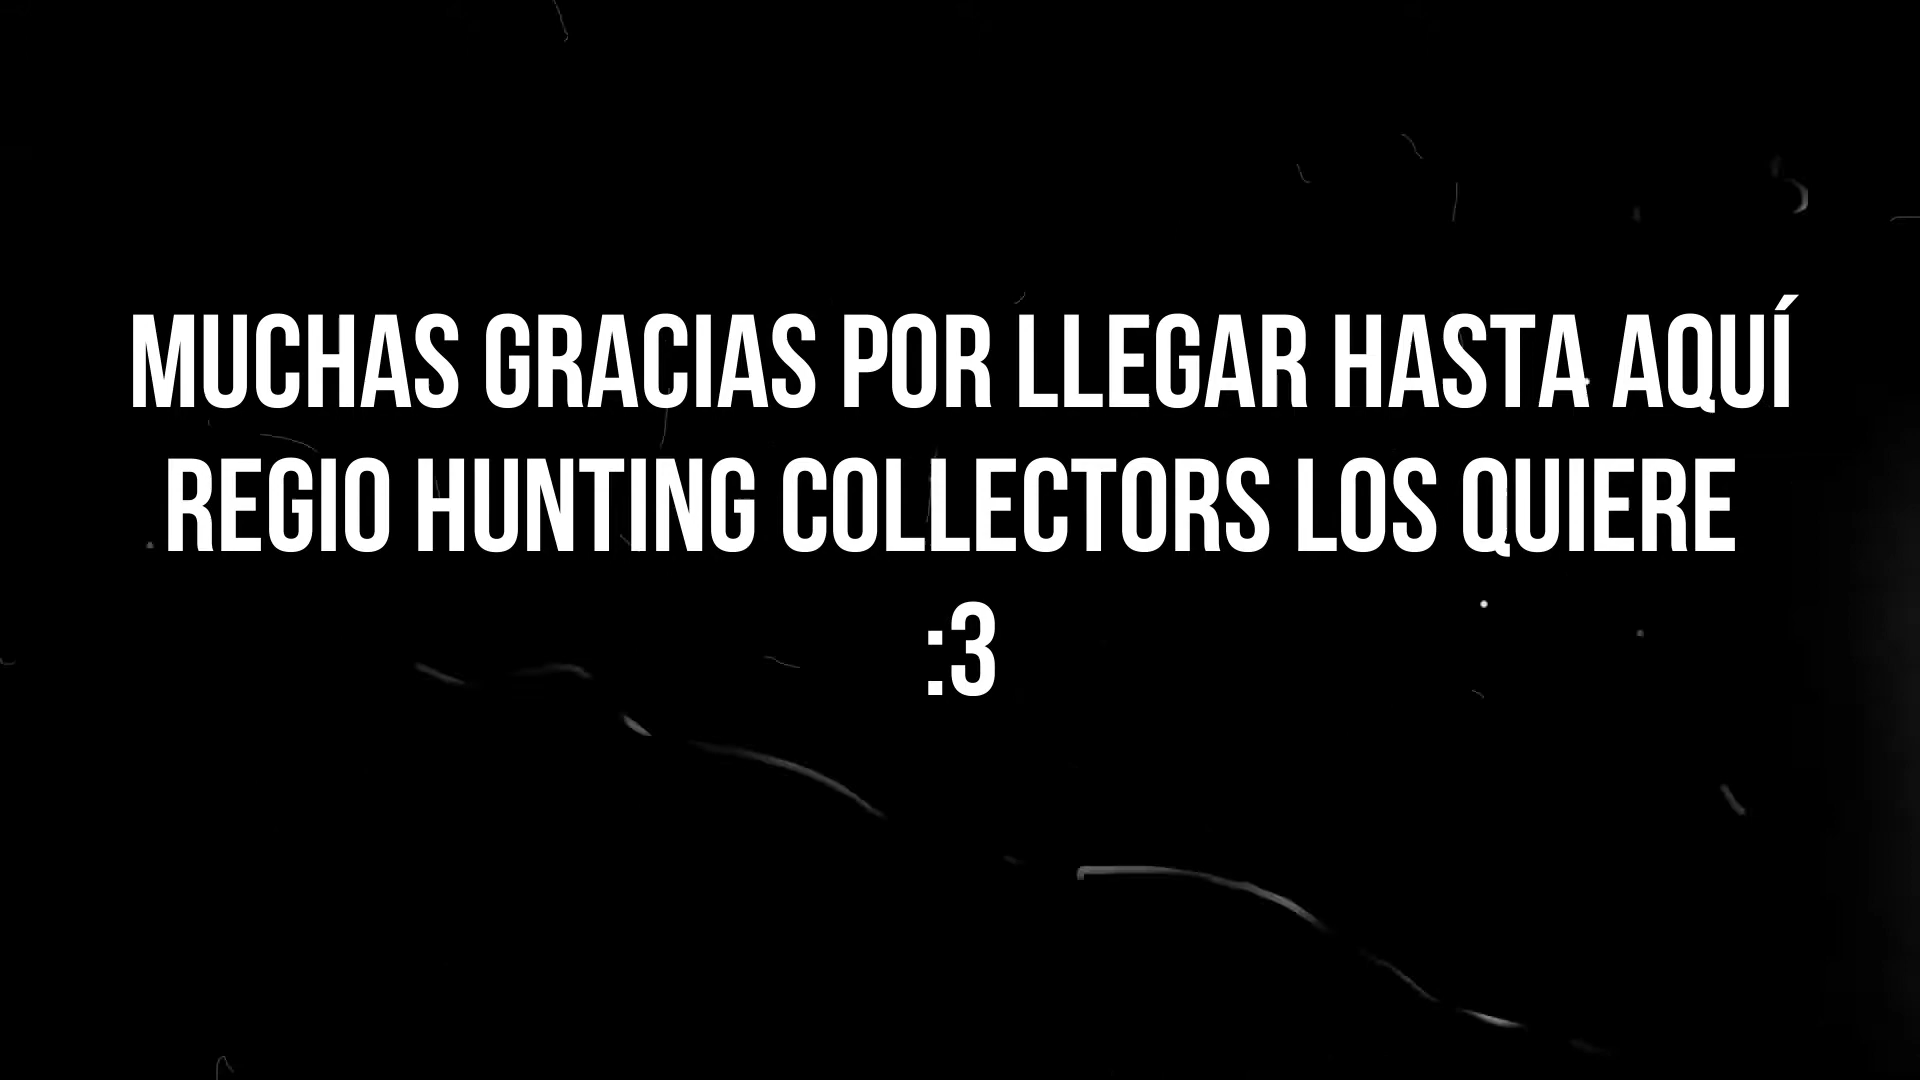 MUCHAS GRACIAS POR LLEGAR HASTA AQUÍ
REGIO HUNTING COLLECTORS LOS QUIERE
:3